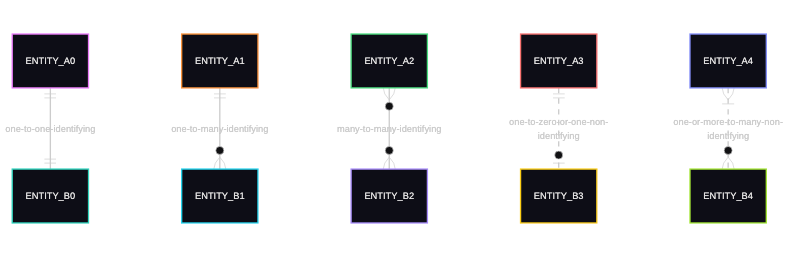 ENTITY_A0
ENTITY_A1
ENTITY_A2
ENTITY_A3
ENTITY_A4
one-to-one-identifying
one-to-many-identifying
many-to-many-identifying
one-to-zero-or-one-non-
identifying
one-or-more-to-many-non-
identifying
ENTITY_B0
ENTITY_B1
ENTITY_B2
ENTITY_B3
ENTITY_B4